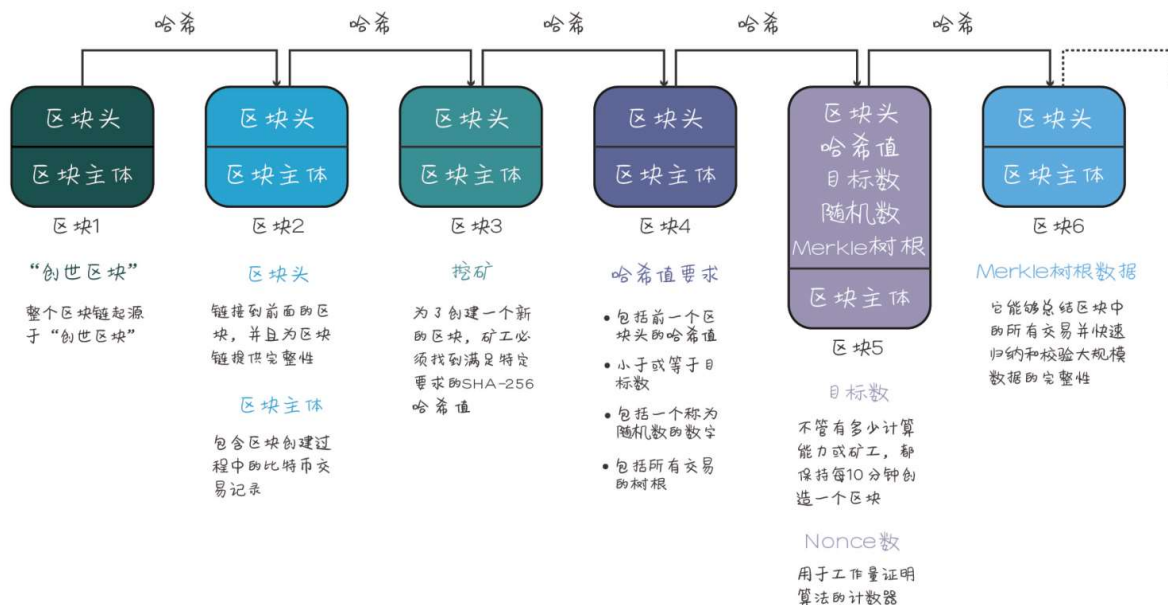 哈希
哈希
哈希
哈希
哈希
区块头
区块主体
区块1
“创世区块”
整个区块链起源
于“创世区块”
区块头
区块主体
区块2
区块头
链接到前面的区
块，并且为区块
链提供完整性
区块主体
包含区块创建过
程中的比特币交
易记录
区块头
区块主体
区块3
挖矿
为了创建一个新
的区块，矿工必
须找到满足特定
要求的SHA-256
哈希值
区块头
区块主体
区块4
哈希值要求
• 包括前一个区
块头的哈希值
• 小于或等于目
标数
• 包括一个称为
随机数的数字
• 包括所有交易
的树根
区块头
哈希值
目标数
随机数
Merkle树根
区块主体
区块5
目标数
不管有多少计算
能力或矿工，都
保持每10分钟创
造一个区块
Nonce数
用于工作量证明
算法的计数器
区块头
区块主体
区块6
Merkle树根数据
它能够总结区块中
的所有交易并快速
归纳和校验大规模
数据的完整性